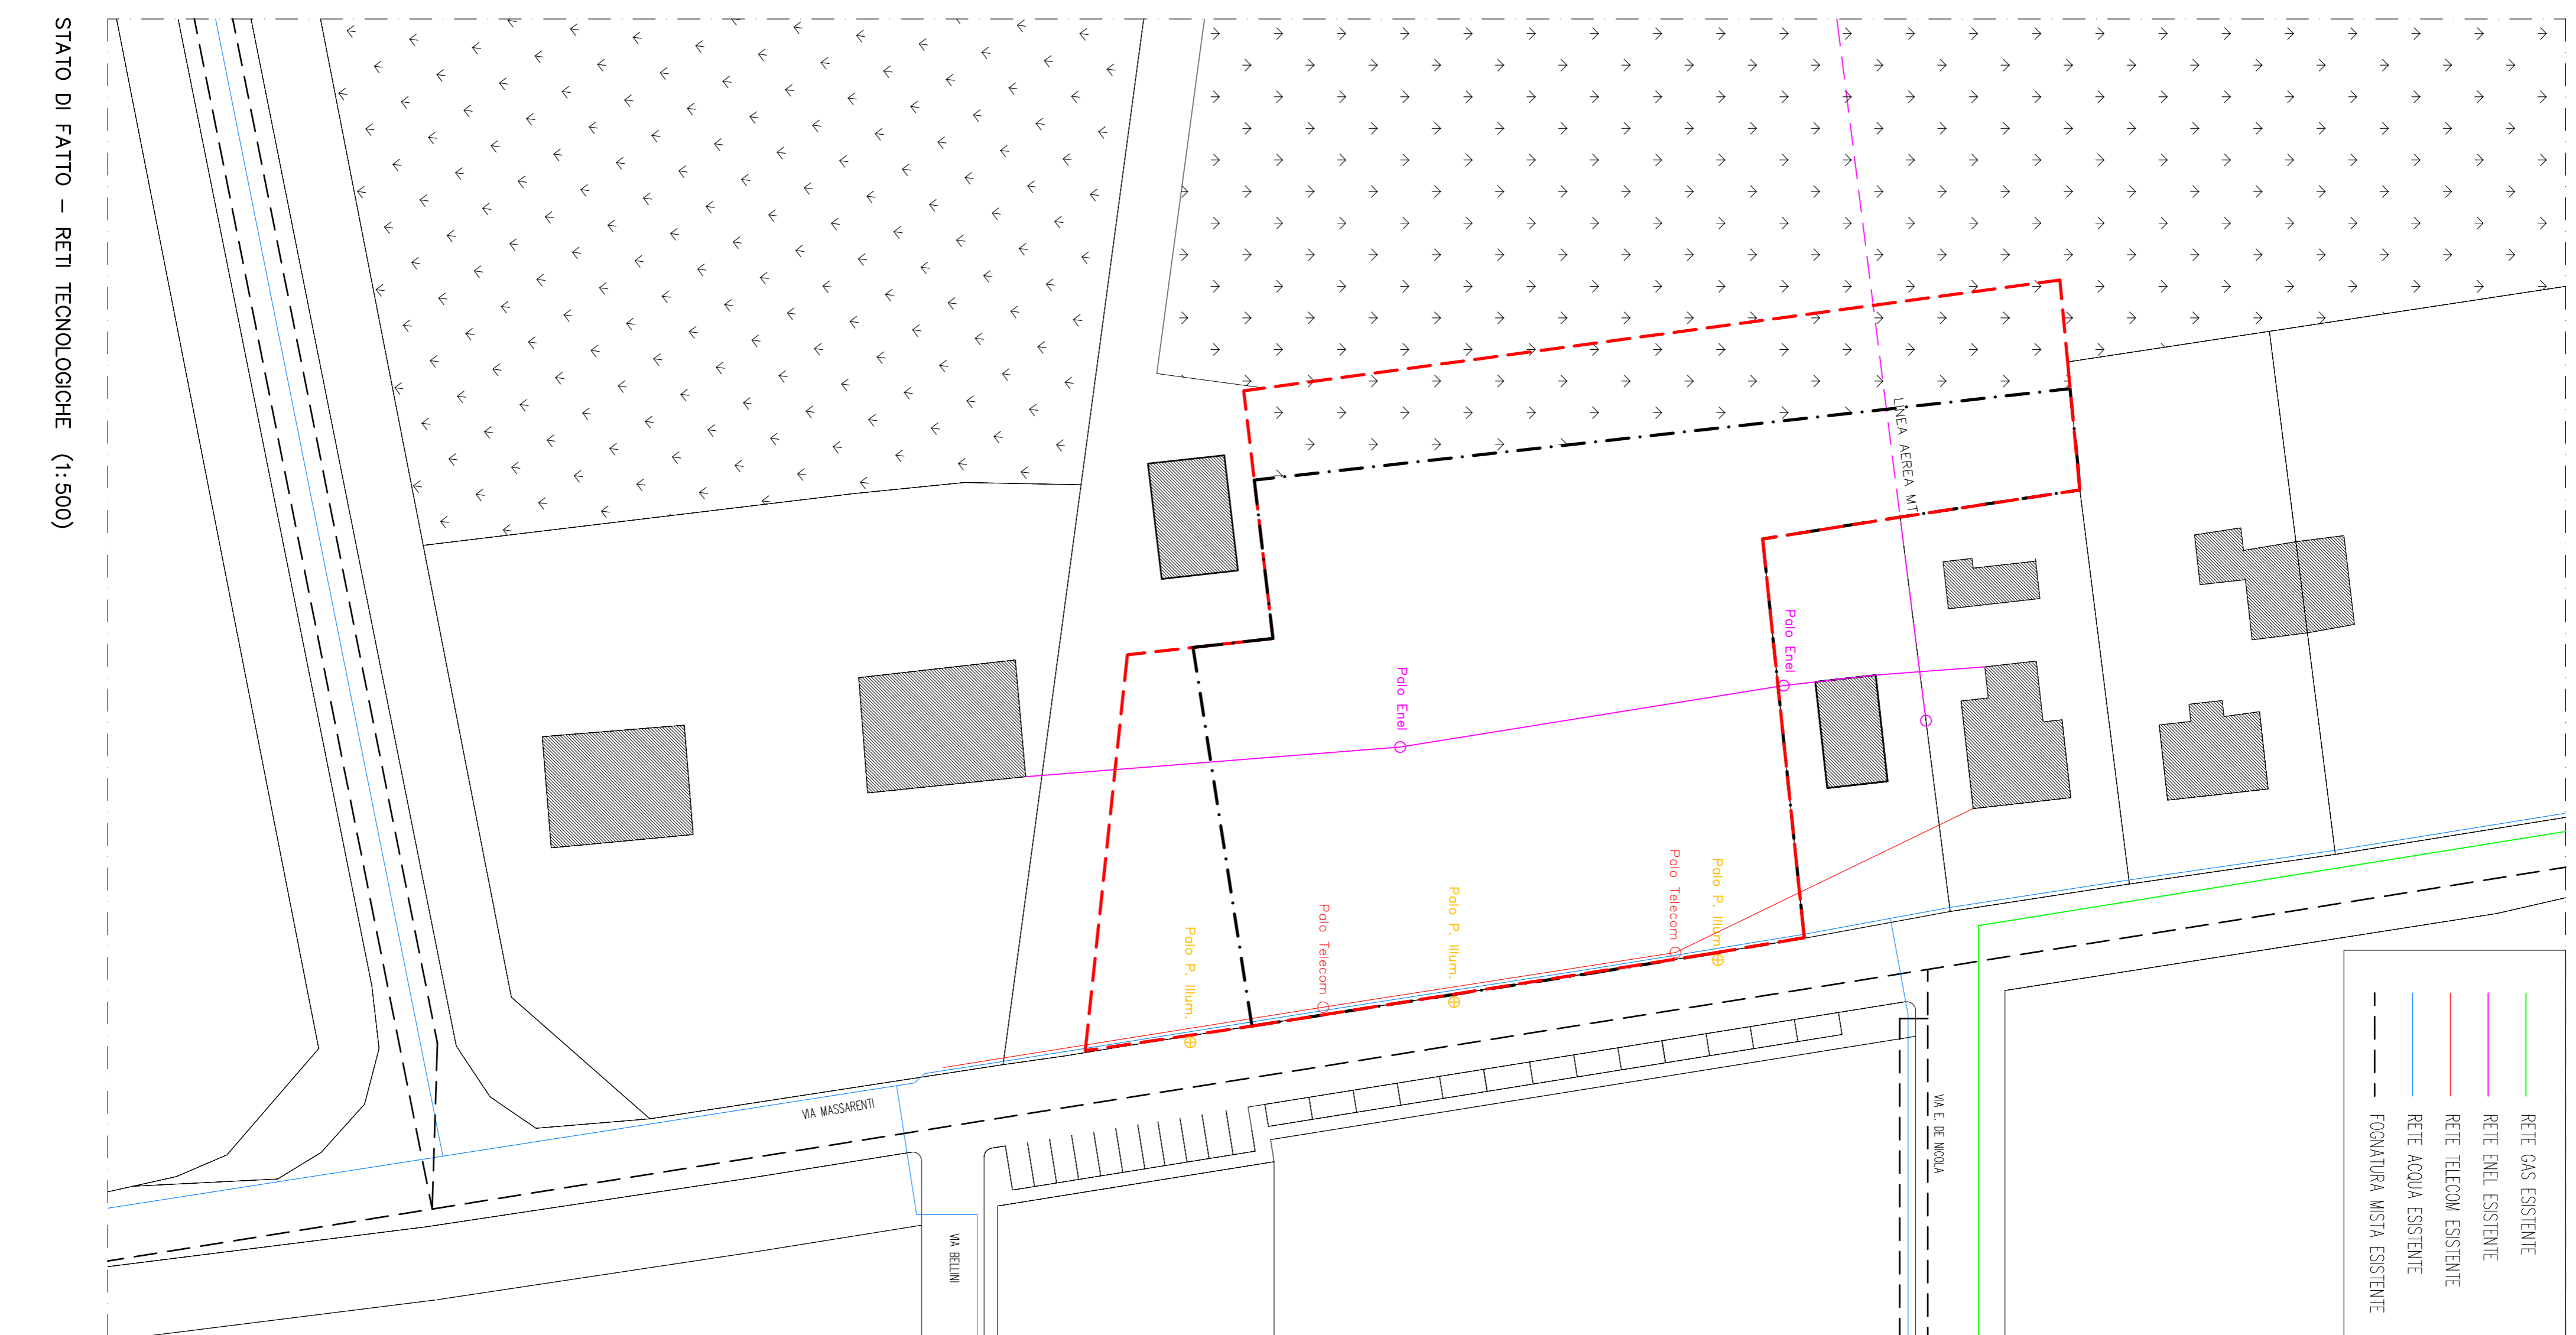 STATO DI FATTO - RETI TECNOLOGICHE (1:500)
LINEA AEREA MT
Palo Enel
Palo Enel
Palo P. Illum.
Palo Telecom
Palo P. Illum.
Palo Telecom
Palo P. Illum.
VIA MASSARENTI
VIA BELLINI
VIA E. DE NICOLA
RETE GAS ESISTENTE
RETE ENEL ESISTENTE
RETE TELECOM ESISTENTE
RETE ACQUA ESISTENTE
FOGNATURA MISTA ESISTENTE